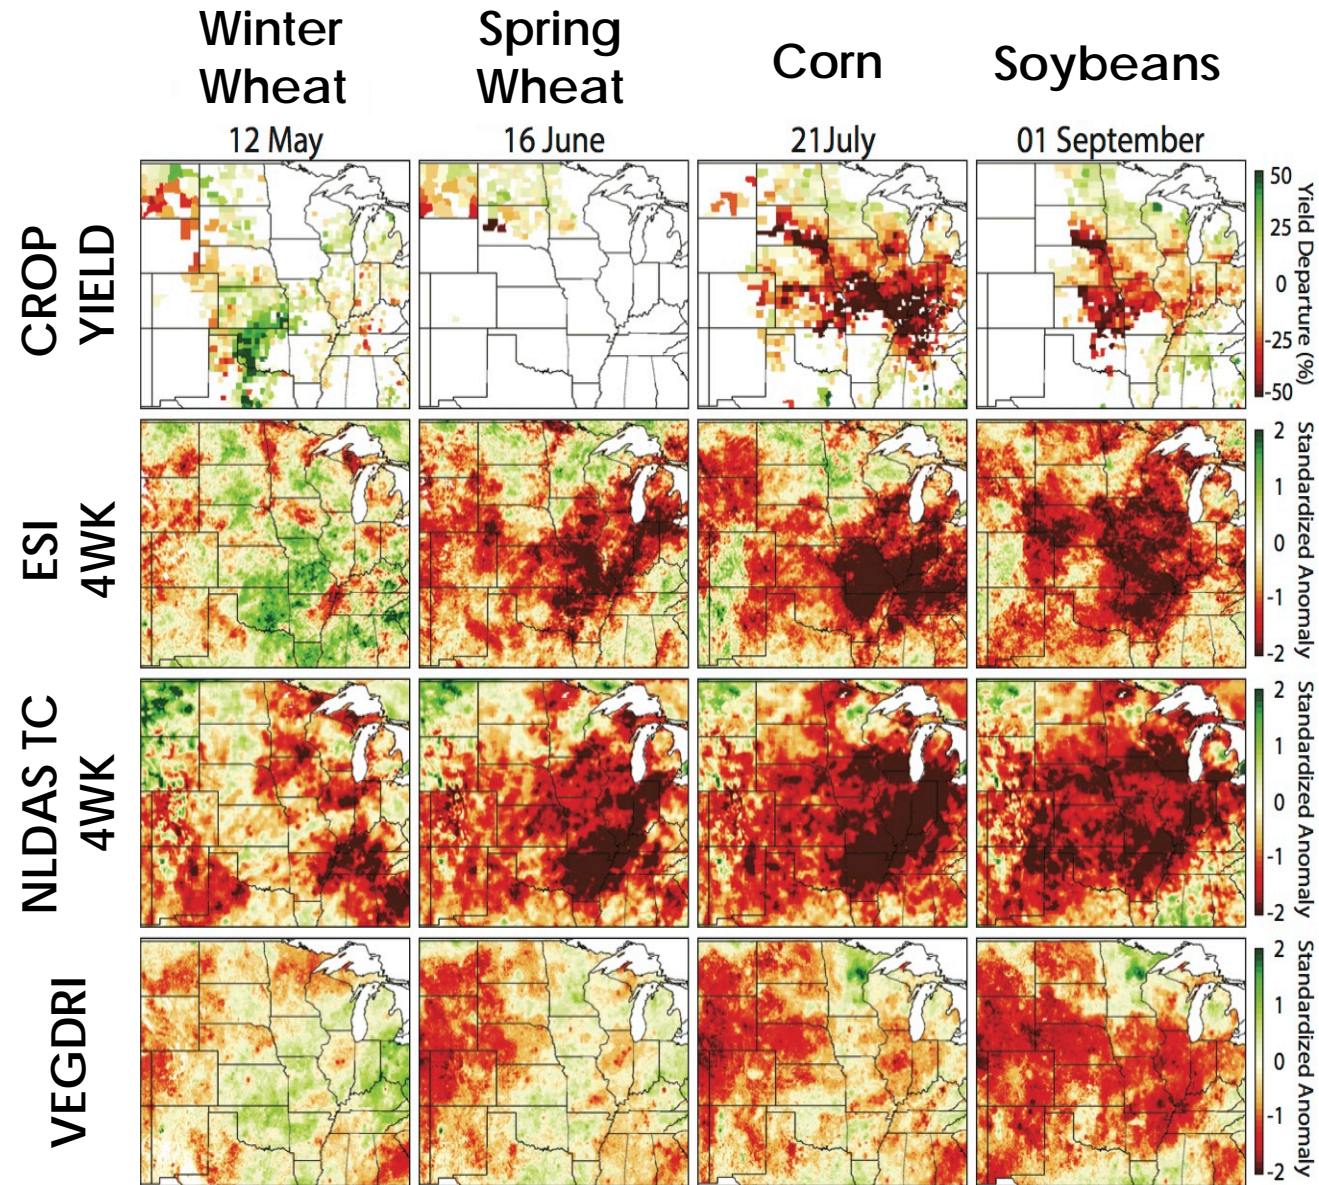 Winter
Wheat
Spring
Wheat
Corn
Soybeans
12 May
16 June
21July
01 September
CROP
YIELD
50
25
0
-25
-50
Yield Departure (%)
ESI
4WK
2
1
0
-1
-2
Standardized Anomaly
NLDAS TC
4WK
2
1
0
-1
-2
Standardized Anomaly
VEGDRI
2
1
0
-1
-2
Standardized Anomaly